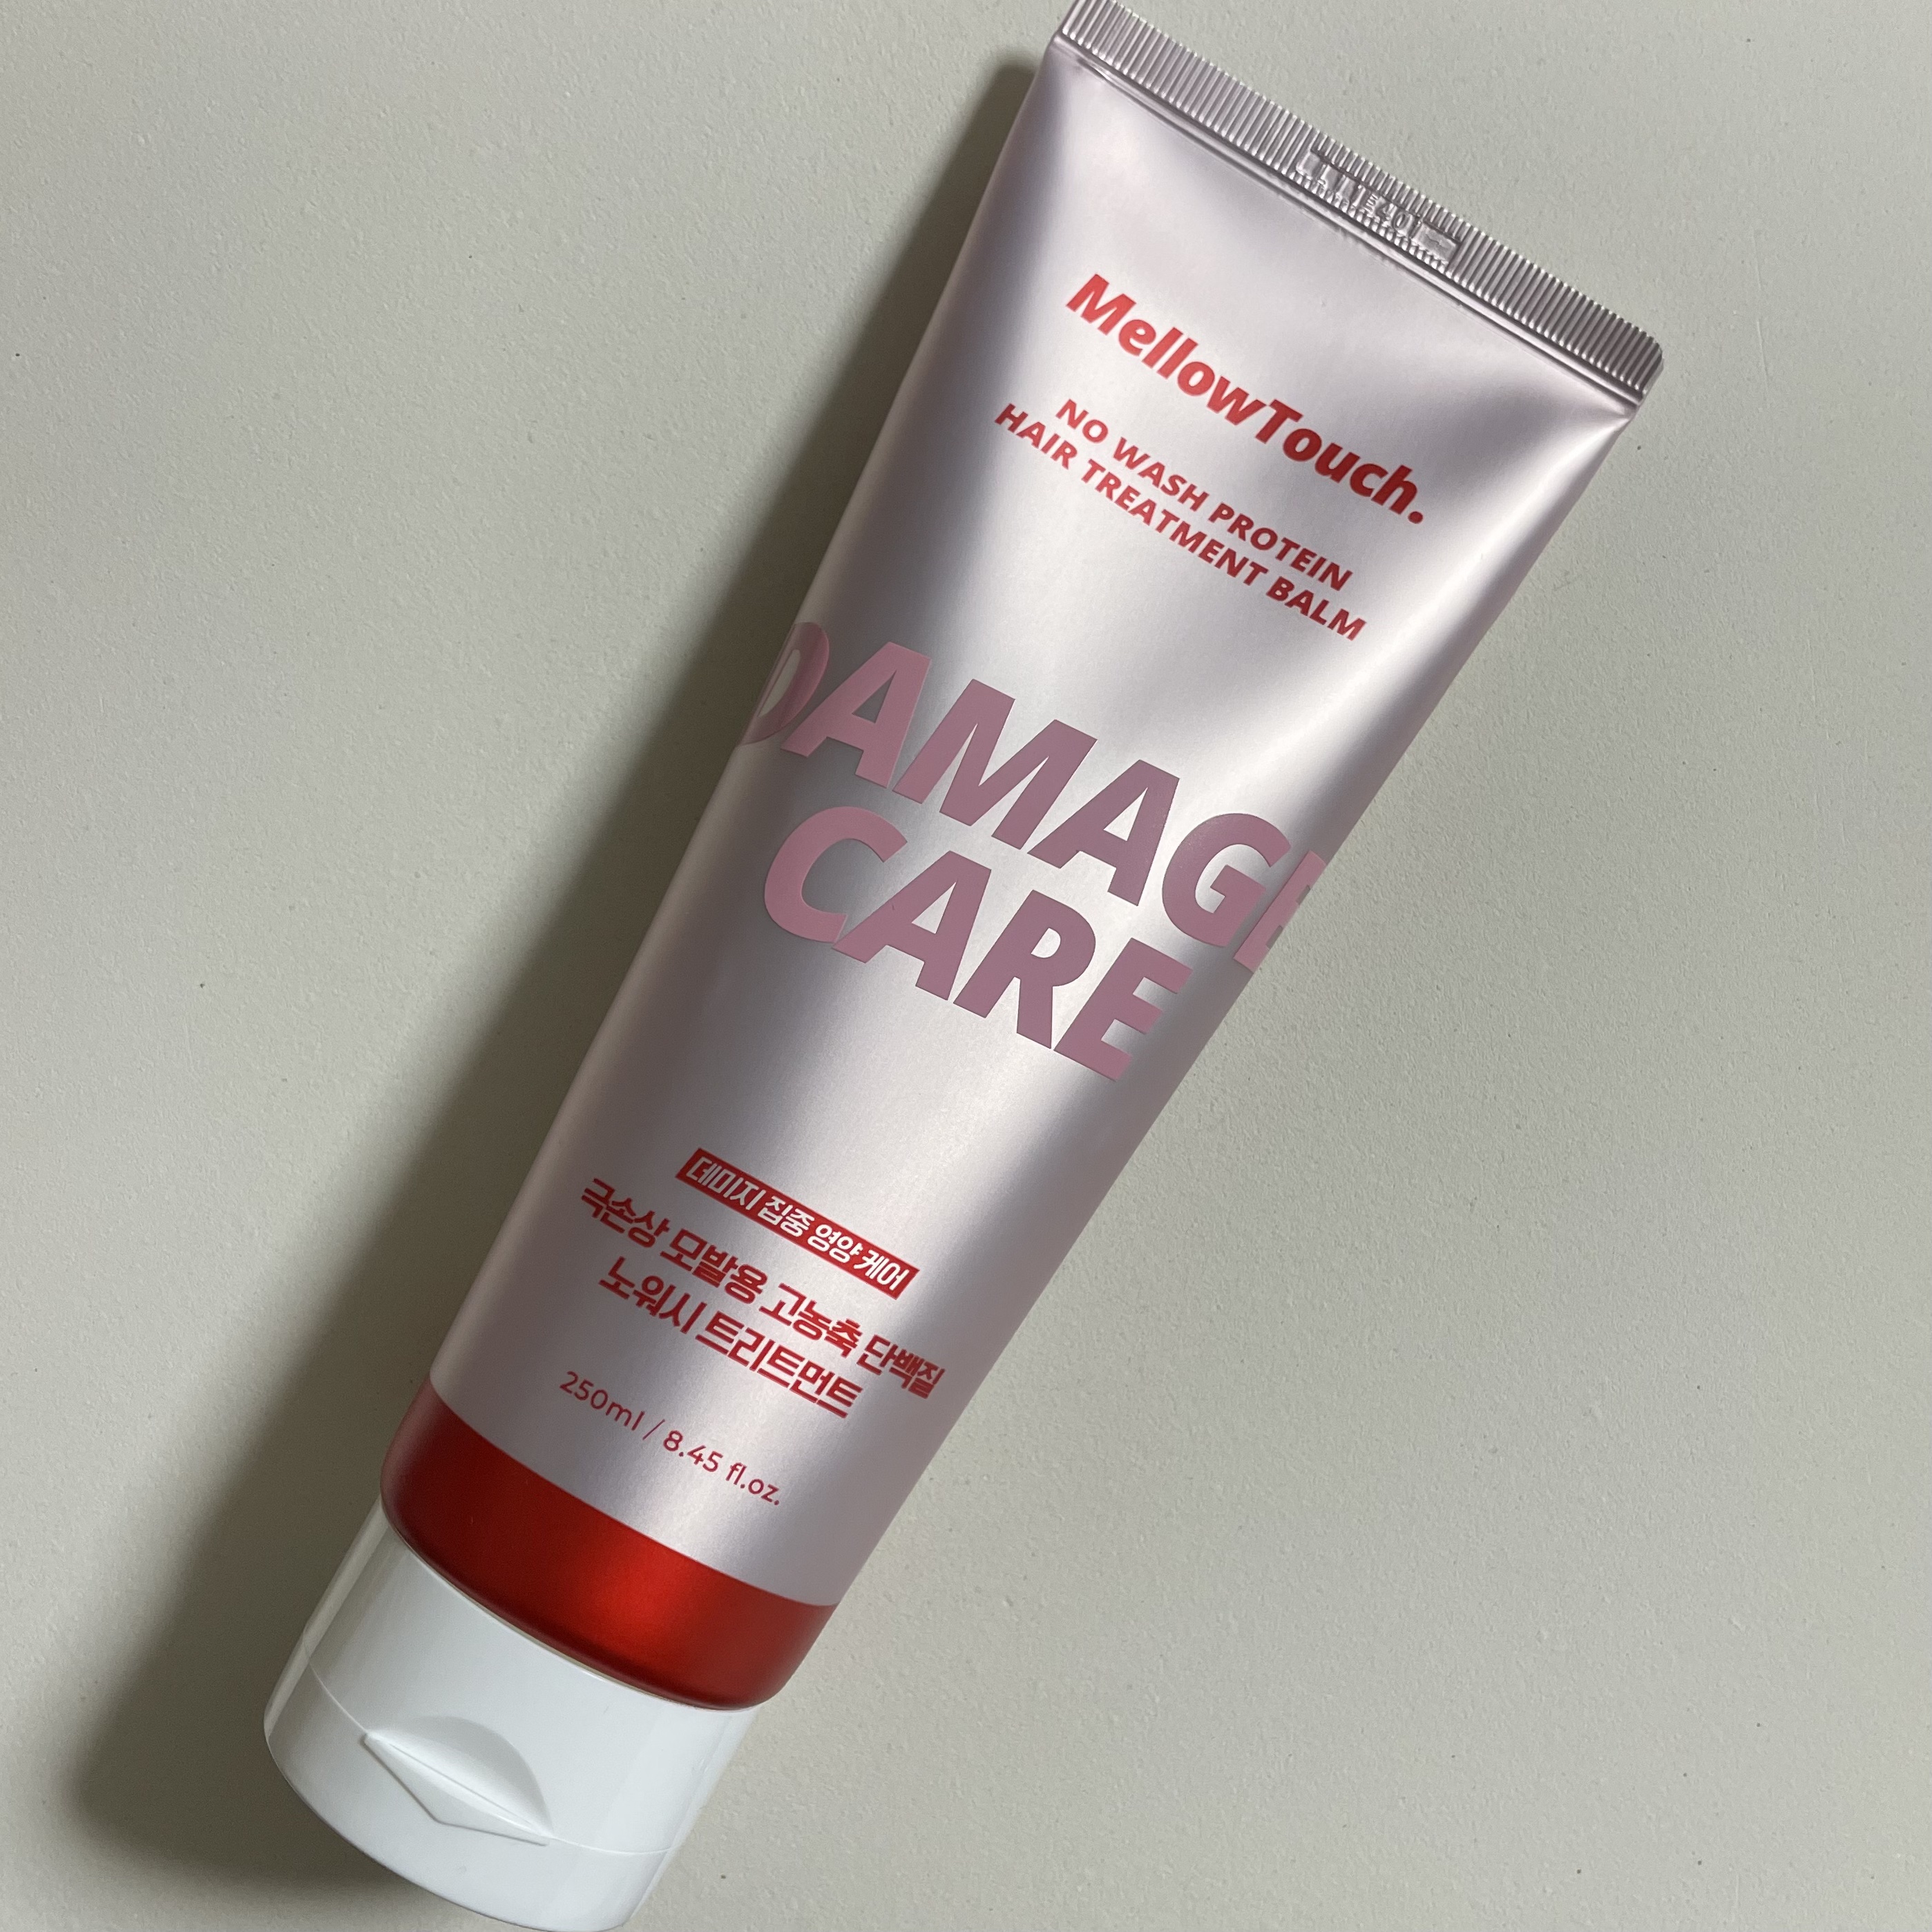 MellowTouch.
NO WASH PROTEIN
HAIR TREATMENT BALM
DAMAGE
CARE
데미지 집중 영양 케어
극손상 모발용 고농축 단백질
노워시 트리트먼트
250ml / 8.45 fl.oz.